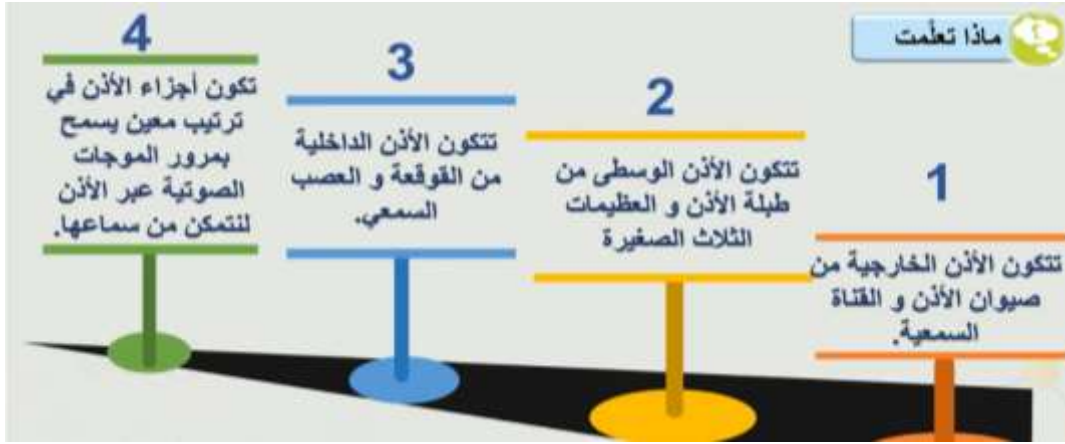 ماذا تعلمت
1
تتكون الأذن الخارجية من
صيوان الأذن و القناة
السمعية.
2
تتكون الأذن الوسطى من
طبلة الأذن و العظيمات
الثلاث الصغيرة
3
تتكون الأذن الداخلية
من القوقعة و العصب
السمعي.
4
تكون أجزاء الأذن في
ترتيب معين يسمح
بمرور الموجات
الصوتية عبر الأذن
لنتمكن من سماعها.